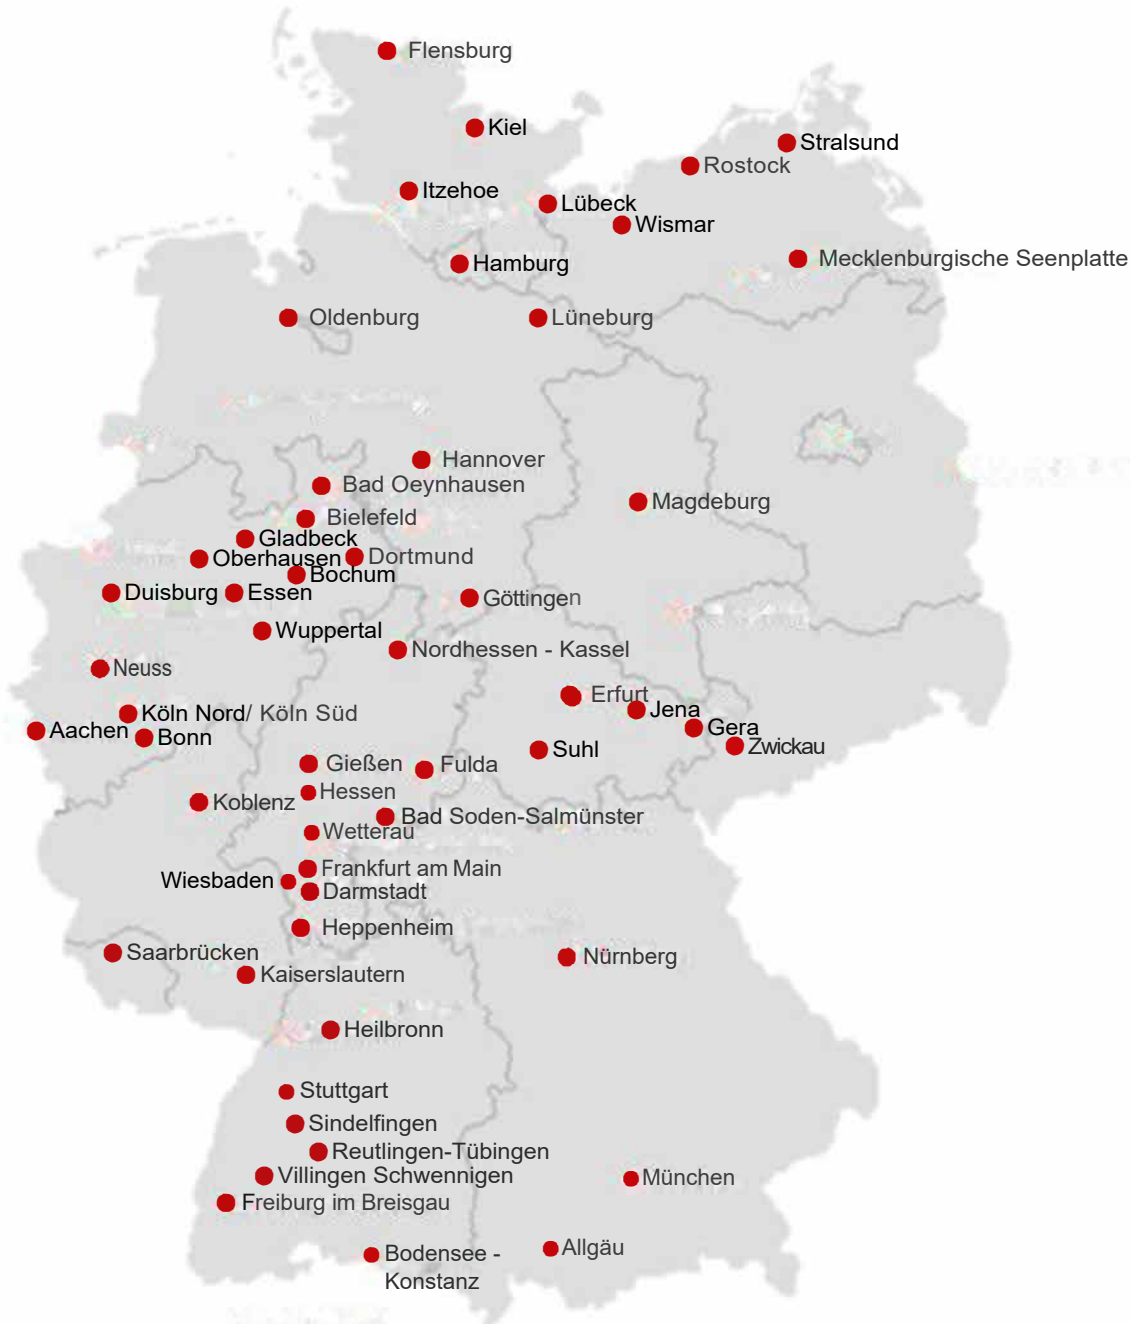 Flensburg
Kiel
Stralsund
Rostock
Itzehoe
Lübeck
Wismar
Hamburg
Mecklenburgische Seenplatte
Oldenburg
Lüneburg
Hannover
Bad Oeynhausen
Magdeburg
Bielefeld
Gladbeck
Oberhausen
Dortmund
Bochum
Duisburg
Essen
Göttingen
Wuppertal
Nordhessen - Kassel
Neuss
Erfurt
Jena
Köln Nord/ Köln Süd
Gera
Aachen
Bonn
Zwickau
Suhl
Gießen
Fulda
Hessen
Koblenz
Bad Soden-Salmünster
Wetterau
Frankfurt am Main
Wiesbaden
Darmstadt
Heppenheim
Saarbrücken
Nürnberg
Kaiserslautern
Heilbronn
Stuttgart
Sindelfingen
Reutlingen-Tübingen
Villingen Schwennigen
München
Freiburg im Breisgau
Allgäu
Bodensee -
Konstanz